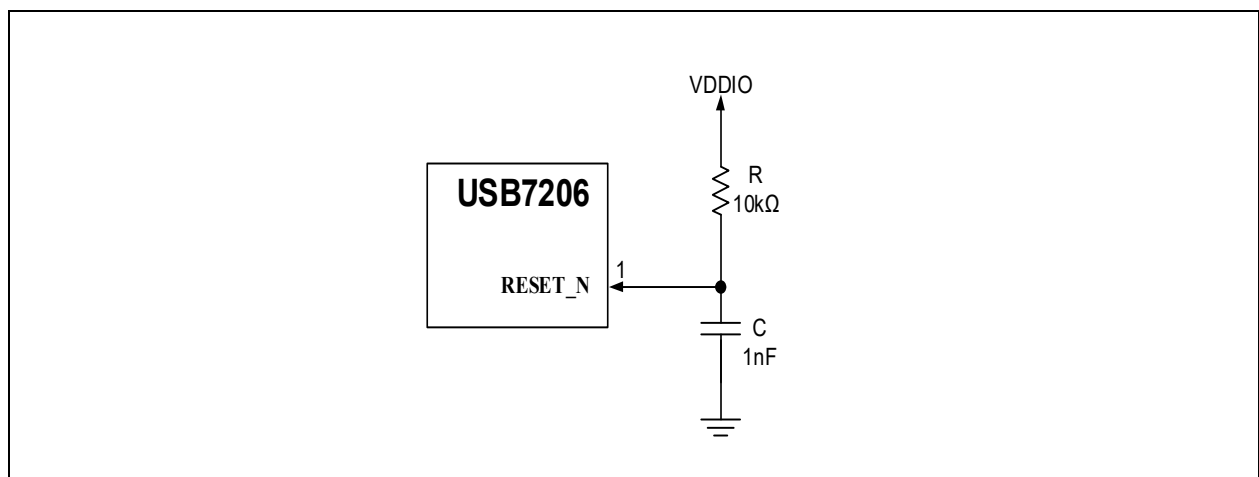 VDDIO
R
10kΩ
USB7206
RESET_N
1
C
1nF